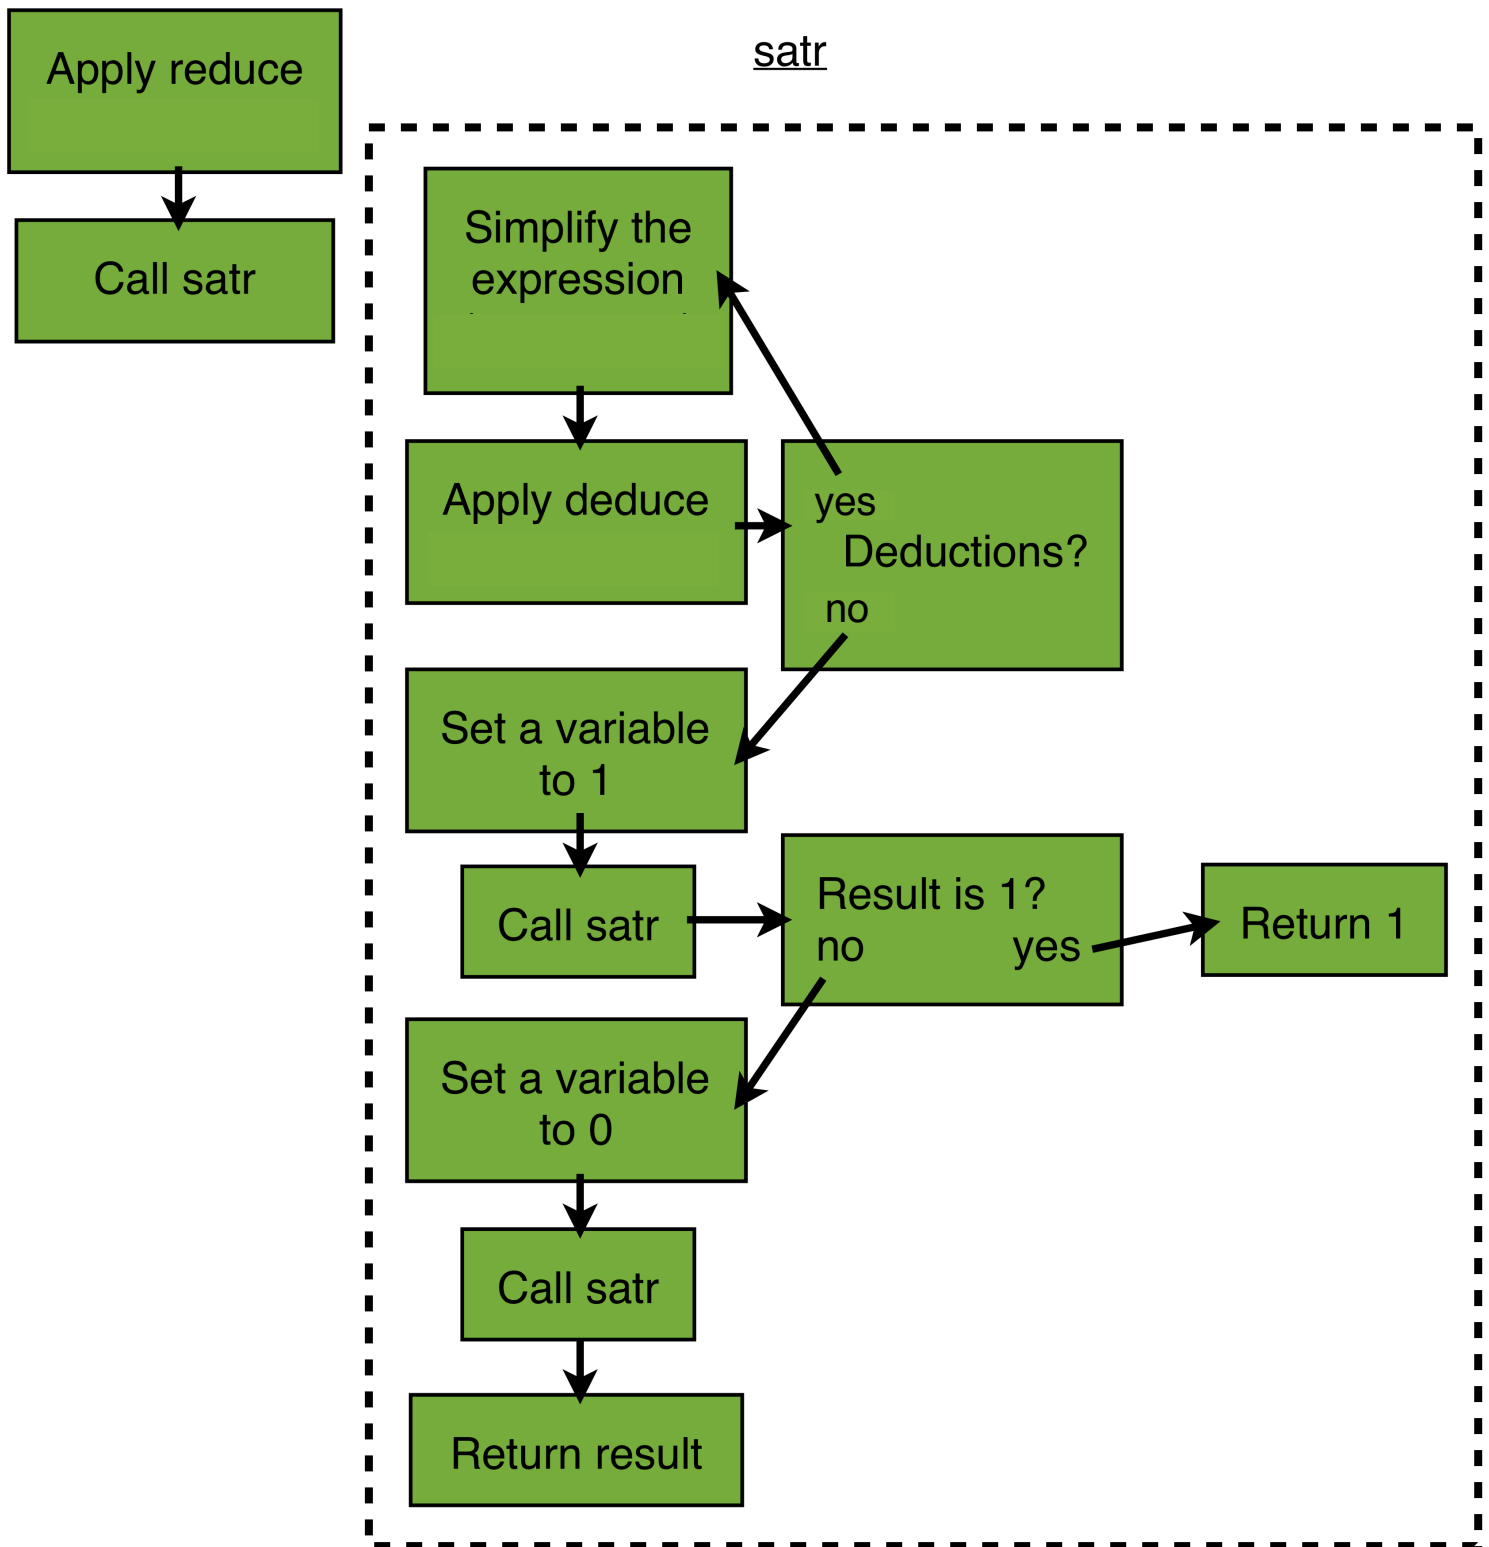 Apply reduce
Call satr
satr
Simplify the
expression
Apply deduce
yes
Deductions?
no
Set a variable
to 1
Call satr
Result is 1?
no yes
Return 1
Set a variable
to 0
Call satr
Return result